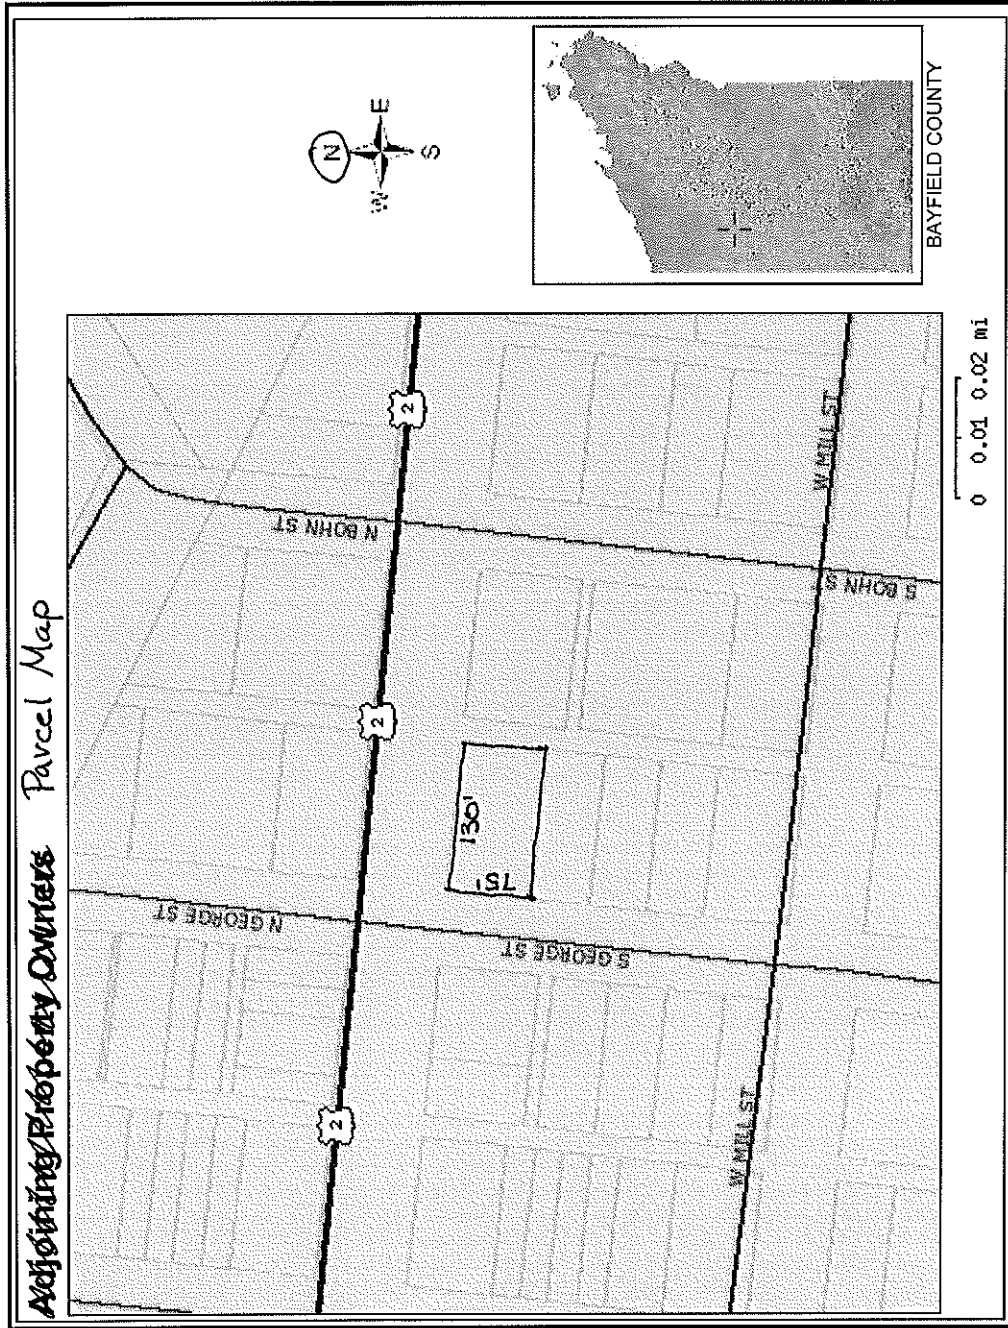 Adjoining Property Owners Parcel Map
N
W E
S
N BOHN ST
N GEORGE ST
2
2
2
130'
75'
S GEORGE ST
S BOHN S
W MILL ST
W MILL ST
0 0.01 0.02 mi
BAYFIELD COUNTY